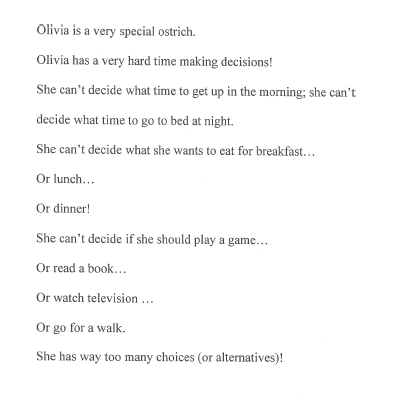 Olivia is a very special ostrich.
Olivia has a very hard time making decisions!
She can't decide what time to get up in the morning; she can't
decide what time to go to bed at night.
She can't decide what she wants to eat for breakfast…
Or lunch…
Or dinner!
She can't decide if she should play a game…
Or read a book…
Or watch television …
Or go for a walk.
She has way too many choices (or alternatives)!